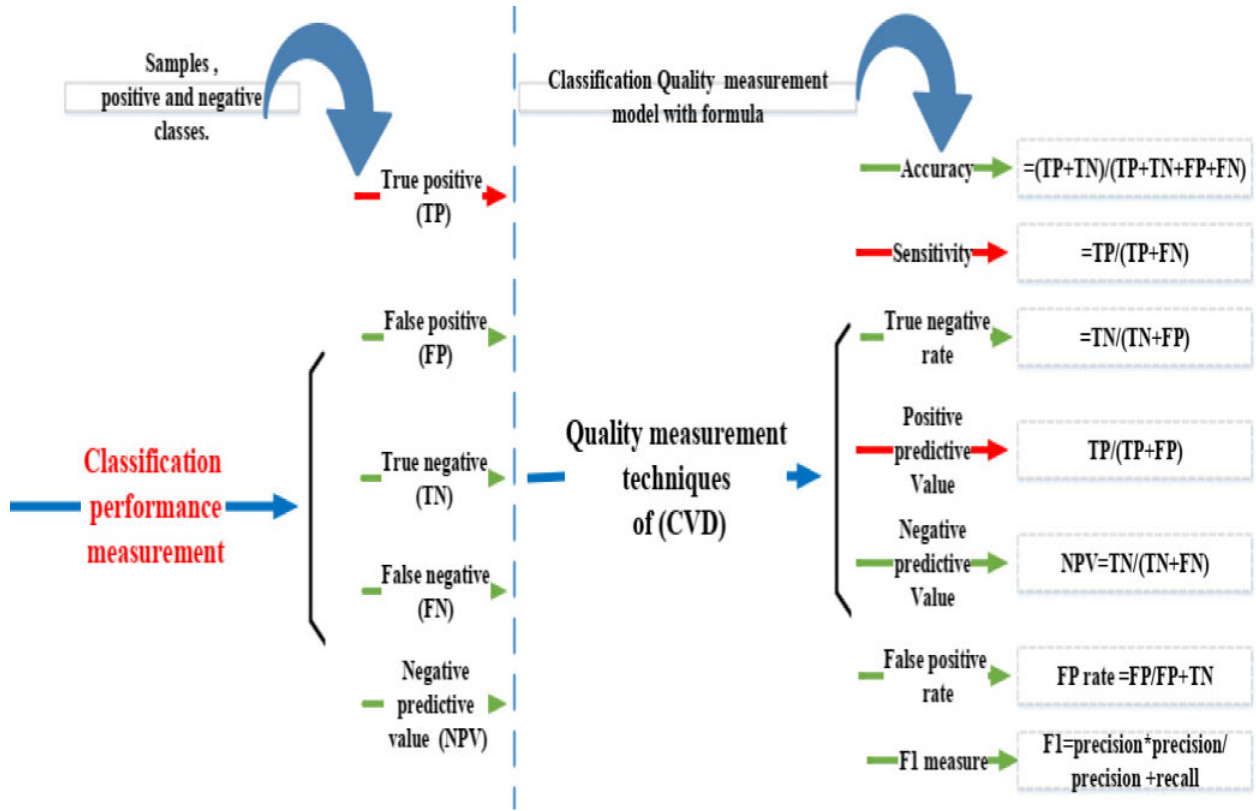 Samples ,
positive and negative
classes.
Classification Quality measurement
model with formula
True positive
(TP)
False positive
(FP)
Classification
performance
measurement
True negative
(TN)
False negative
(FN)
Negative
predictive
value (NPV)
Quality measurement
techniques
of (CVD)
Accuracy
=(TP+TN)/(TP+TN+FP+FN)
Sensitivity
=TP/(TP+FN)
True negative
rate
=TN/(TN+FP)
Positive
predictive
Value
TP/(TP+FP)
Negative
predictive
Value
NPV=TN/(TN+FN)
False positive
rate
FP rate =FP/FP+TN
F1 measure
F1=precision*precision/
precision +recall